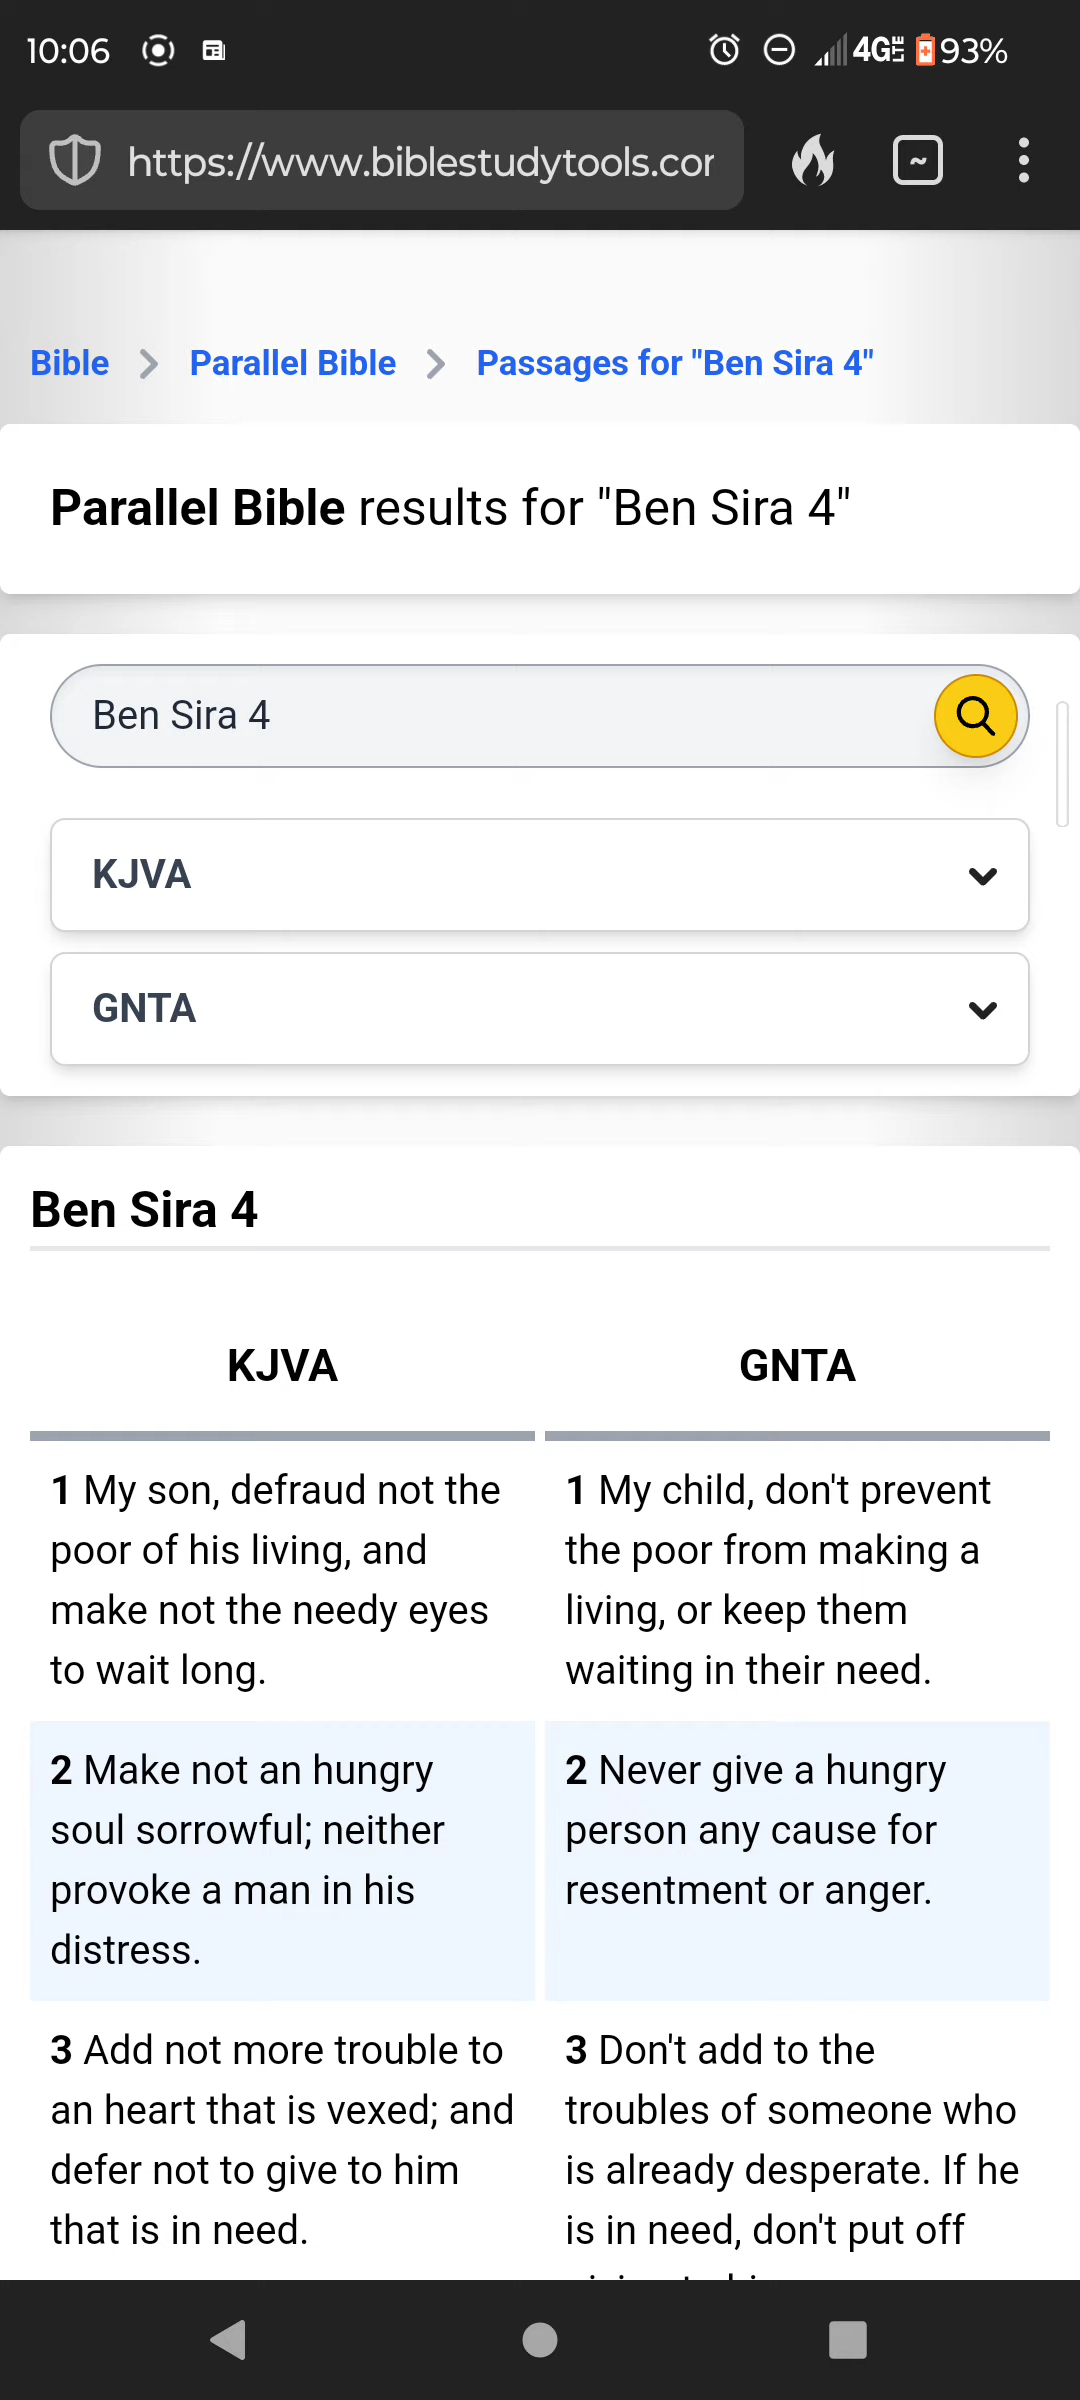 10:06
4G LTE 93%
https://www.biblestudytools.cor
~
Bible > Parallel Bible > Passages for "Ben Sira 4"
Parallel Bible results for "Ben Sira 4"
Ben Sira 4
KJVA
GNTA
Ben Sira 4
KJVA
1 My son, defraud not the
poor of his living, and
make not the needy eyes
to wait long.
2 Make not an hungry
soul sorrowful; neither
provoke a man in his
distress.
3 Add not more trouble to
an heart that is vexed; and
defer not to give to him
that is in need.
GNTA
1 My child, don't prevent
the poor from making a
living, or keep them
waiting in their need.
2 Never give a hungry
person any cause for
resentment or anger.
3 Don't add to the
troubles of someone who
is already desperate. If he
is in need, don't put off